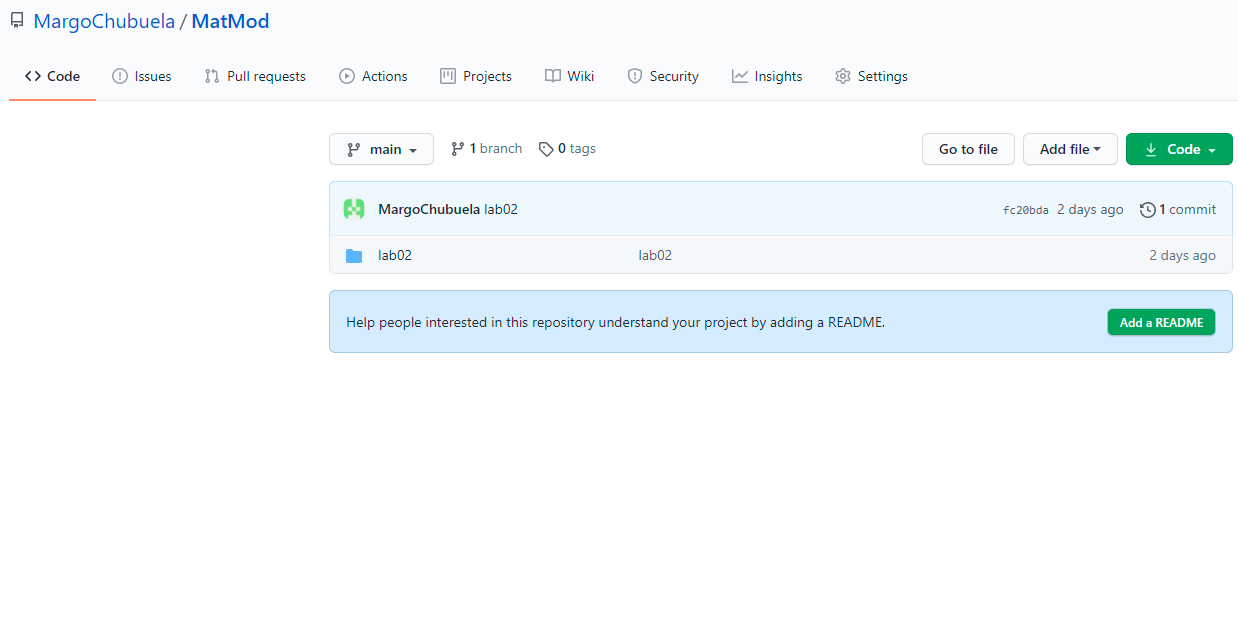 MargoChubuela / MatMod
Code Issues Pull requests Actions Projects Wiki Security Insights Settings
main 1 branch 0 tags Go to file Add file Code
MargoChubuela lab02 fc20bda 2 days ago 1 commit
lab02 lab02 2 days ago
Help people interested in this repository understand your project by adding a README. Add a README